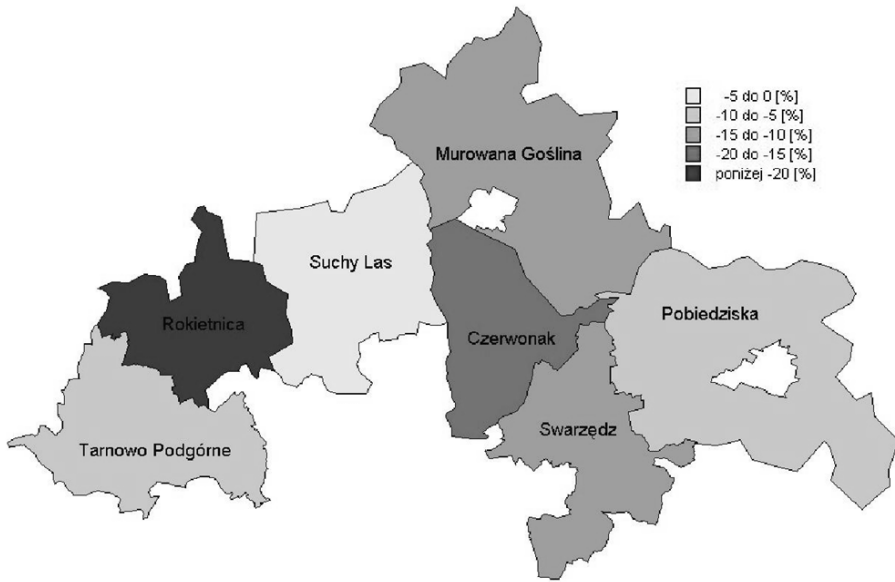 -5 do 0 [%]
-10 do -5 [%]
-15 do -10 [%]
-20 do -15 [%]
poniżej -20 [%]
Murowana Goślina
Suchy Las
Rokietnica
Czerwonak
Pobiedziska
Swarzędz
Tarnowo Podgórne